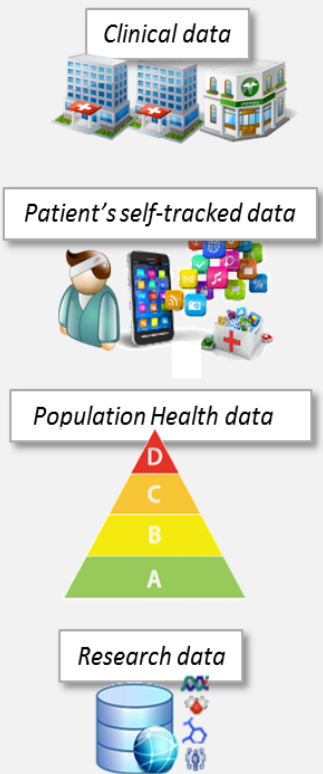 Clinical data
Patient's self-tracked data
Population Health data
D
C
B
A
Research data